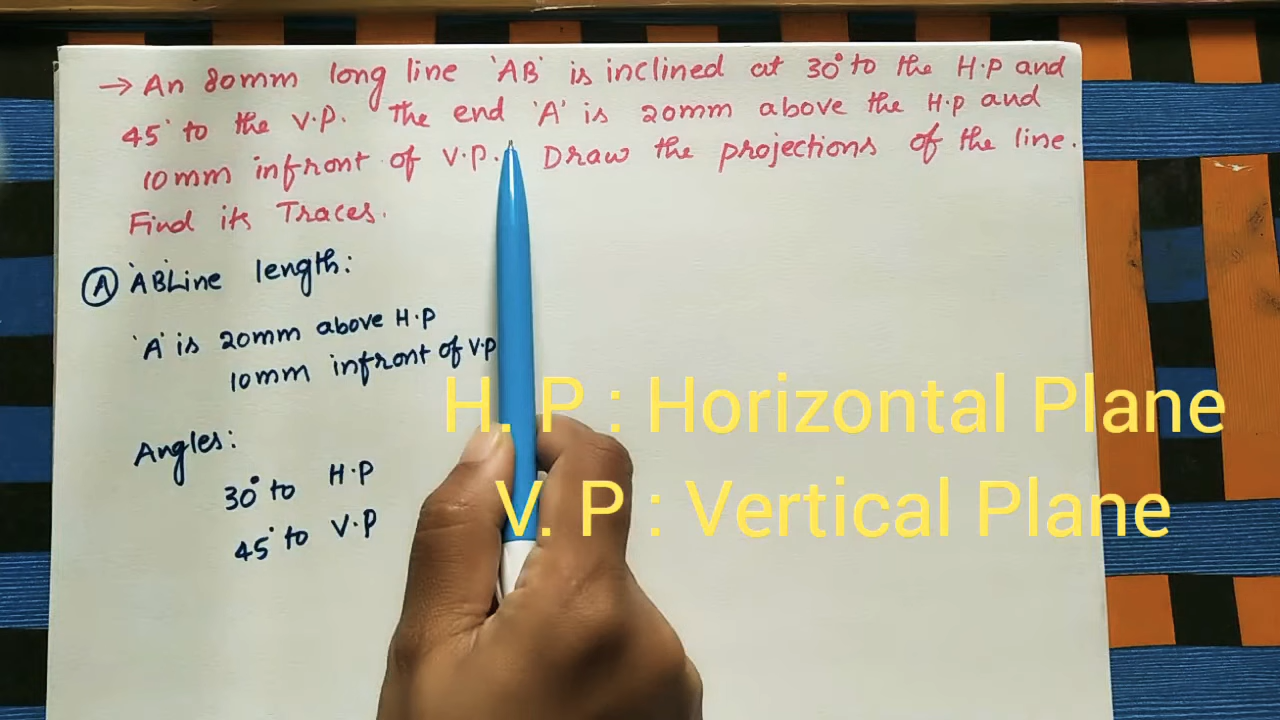 → An 80mm long line 'AB' is inclined at 30° to the H.P and
45° to the V.P. The end 'A' is 20mm above the H.P and
10mm infront of V.P. Draw the projections of the line.
Find its Traces.
Ⓐ 'AB' Line length:
'A' is 20mm above H.P
10mm infront of V.P
Angles:
30° to H.P
45° to V.P
H. P : Horizontal Plane
V. P : Vertical Plane